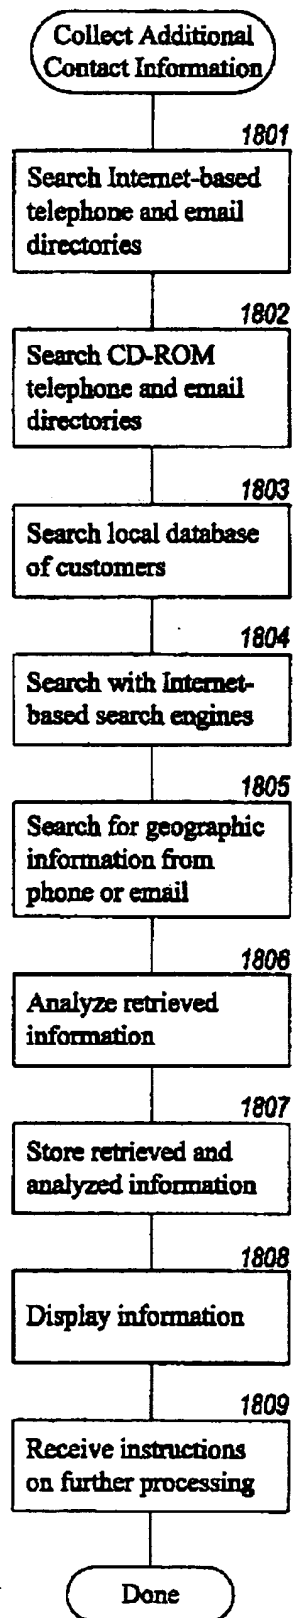 Collect Additional
Contact Information
1801
Search Internet-based
telephone and email
directories
1802
Search CD-ROM
telephone and email
directories
1803
Search local database
of customers
1804
Search with Internet-
based search engines
1805
Search for geographic
information from
phone or email
1806
Analyze retrieved
information
1807
Store retrieved and
analyzed information
1808
Display information
1809
Receive instructions
on further processing
Done